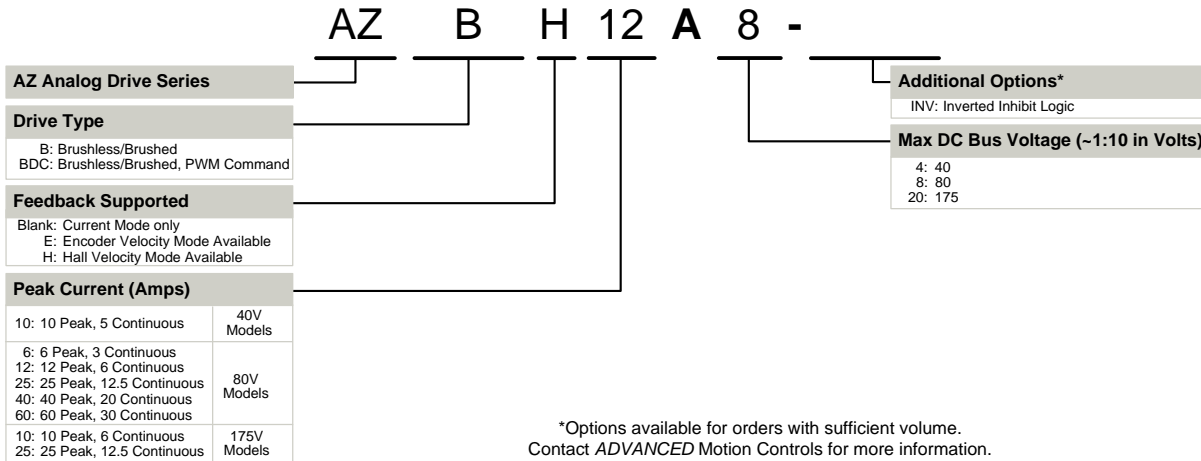 AZ B H 12 A 8 -
AZ Analog Drive Series
Drive Type
B: Brushless/Brushed
BDC: Brushless/Brushed, PWM Command
Feedback Supported
Blank: Current Mode only
E: Encoder Velocity Mode Available
H: Hall Velocity Mode Available
Peak Current (Amps)
10: 10 Peak, 5 Continuous
40V
Models
6: 6 Peak, 3 Continuous
12: 12 Peak, 6 Continuous
25: 25 Peak, 12.5 Continuous
40: 40 Peak, 20 Continuous
60: 60 Peak, 30 Continuous
80V
Models
10: 10 Peak, 6 Continuous
25: 25 Peak, 12.5 Continuous
175V
Models
Additional Options*
INV: Inverted Inhibit Logic
Max DC Bus Voltage (~1:10 in Volts)
4: 40
8: 80
20: 175
*Options available for orders with sufficient volume.
Contact ADVANCED Motion Controls for more information.